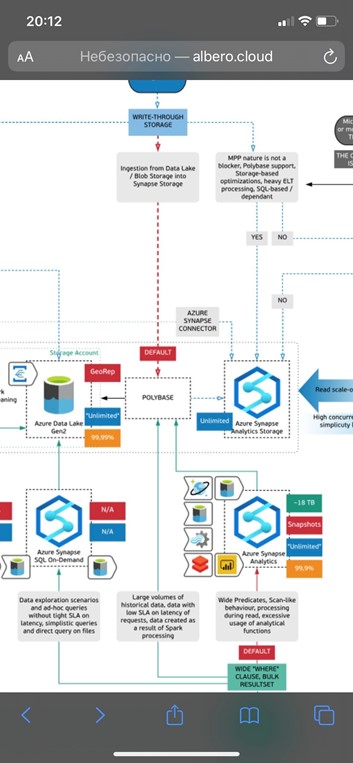 20:12
AA
Небезопасно — albero.cloud
WRITE-THROUGH
STORAGE
Ingestion from Data Lake
/ Blob Storage into
Synapse Storage
MPP nature is not a
blocker, Polybase support,
Storage-based
optimizations, heavy ELT
processing, SQL-based /
dependant
Mic
or mo
THE C
IS
YES
NO
NO
AZURE
SYNAPSE
CONNECTOR
Storage Account
DEFAULT
GeoRep
"Unlimited"
99,99%
Azure Data Lake
Gen2
rk
aning
POLYBASE
Unlimited
Azure Synapse
Analytics Storage
Read scale-o
High concurre
simplicuty f
N/A
N/A
Azure Synapse
SQL On-Demand
~18 TB
Snapshots
"Unlimited"
99,9%
Azure Synapse
Analytics
Data exploration scenarios
and ad-hoc queries
without tight SLA on
latency, simplistic queries
and direct query on files
Large volumes of
historical data, data with
low SLA on latency of
requests, data created as
a result of Spark
processing
Wide Predicates, Scan-like
behaviour, processing
during read, excessive
usage of analytical
functions
DEFAULT
WIDE "WHERE"
CLAUSE, BULK
RESULTSET